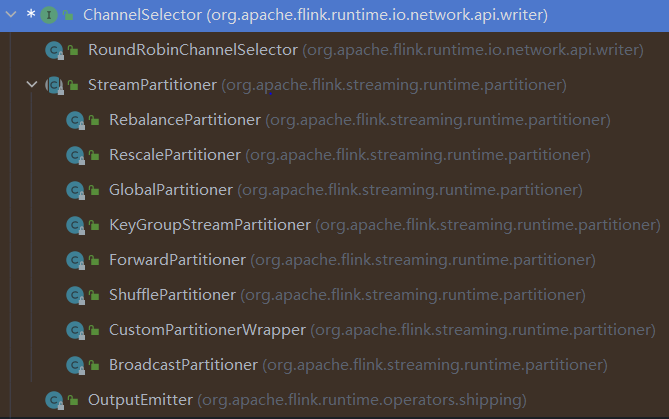 * ChannelSelector (org.apache.flink.runtime.io.network.api.writer)
RoundRobinChannelSelector (org.apache.flink.runtime.io.network.api.writer)
StreamPartitioner (org.apache.flink.streaming.runtime.partitioner)
RebalancePartitioner (org.apache.flink.streaming.runtime.partitioner)
RescalePartitioner (org.apache.flink.streaming.runtime.partitioner)
GlobalPartitioner (org.apache.flink.streaming.runtime.partitioner)
KeyGroupStreamPartitioner (org.apache.flink.streaming.runtime.partitioner)
ForwardPartitioner (org.apache.flink.streaming.runtime.partitioner)
ShufflePartitioner (org.apache.flink.streaming.runtime.partitioner)
CustomPartitionerWrapper (org.apache.flink.streaming.runtime.partitioner)
BroadcastPartitioner (org.apache.flink.streaming.runtime.partitioner)
OutputEmitter (org.apache.flink.runtime.operators.shipping)